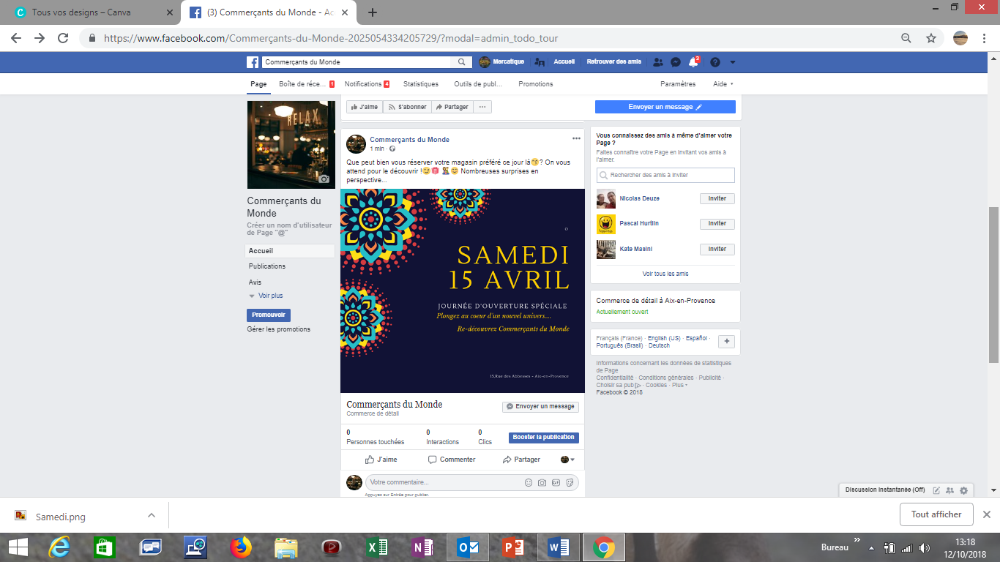 Tous vos designs – Canva
(3) Commerçants du Monde - Ac
https://www.facebook.com/Commerçants-du-Monde-2025054334205729/?modal=admin_todo_tour
Commerçants du Monde
Mercatique
Accueil
Retrouver des amis
3
Page
Boîte de réce... 1
Notifications 4
Statistiques
Outils de publ...
Promotions
Paramètres
Aide
RELAX
Commerçants du
Monde
Créer un nom d'utilisateur
de Page "@"
Accueil
Publications
Avis
Voir plus
Promouvoir
Gérer les promotions
J'aime
S'abonner
Partager
Commerçants du Monde
1 min ·
Que peut bien vous réserver votre magasin préféré ce jour là🤔? On vous
attend pour le découvrir ! Nombreuses surprises en
perspective...
SAMEDI
15 AVRIL
JOURNÉE D'OUVERTURE SPÉCIALE
Plongez au coeur d'un nouvel univers....
Re-découvrez Commerçants du Monde
15,Rue des Abbesses - Aix-en-Provence
Commerçants du Monde
Commerce de détail
Envoyer un message
0
Personnes touchées
0
Interactions
0
Clics
Booster la publication
J'aime
Commenter
Partager
Votre commentaire...
GIF
Appuyez sur Entrée pour publier.
Envoyer un message
Vous connaissez des amis à même d'aimer votre
Page ?
Faites connaître votre Page en invitant vos amis à
l'aimer.
Rechercher des amis à inviter
Nicolas Deuze
Inviter
Pascal Hurtlin
Inviter
Kate Masini
Inviter
Voir tous les amis
Commerce de détail à Aix-en-Provence
Actuellement ouvert
Français (France) · English (US) · Español ·
Português (Brasil) · Deutsch
Informations concernant les données de statistiques
de Page
Confidentialité · Conditions générales · Publicité ·
Choisir sa pub · Cookies · Plus
Facebook © 2018
Discussion instantanée (Off)
Samedi.png
Tout afficher
Bureau
13:18
12/10/2018